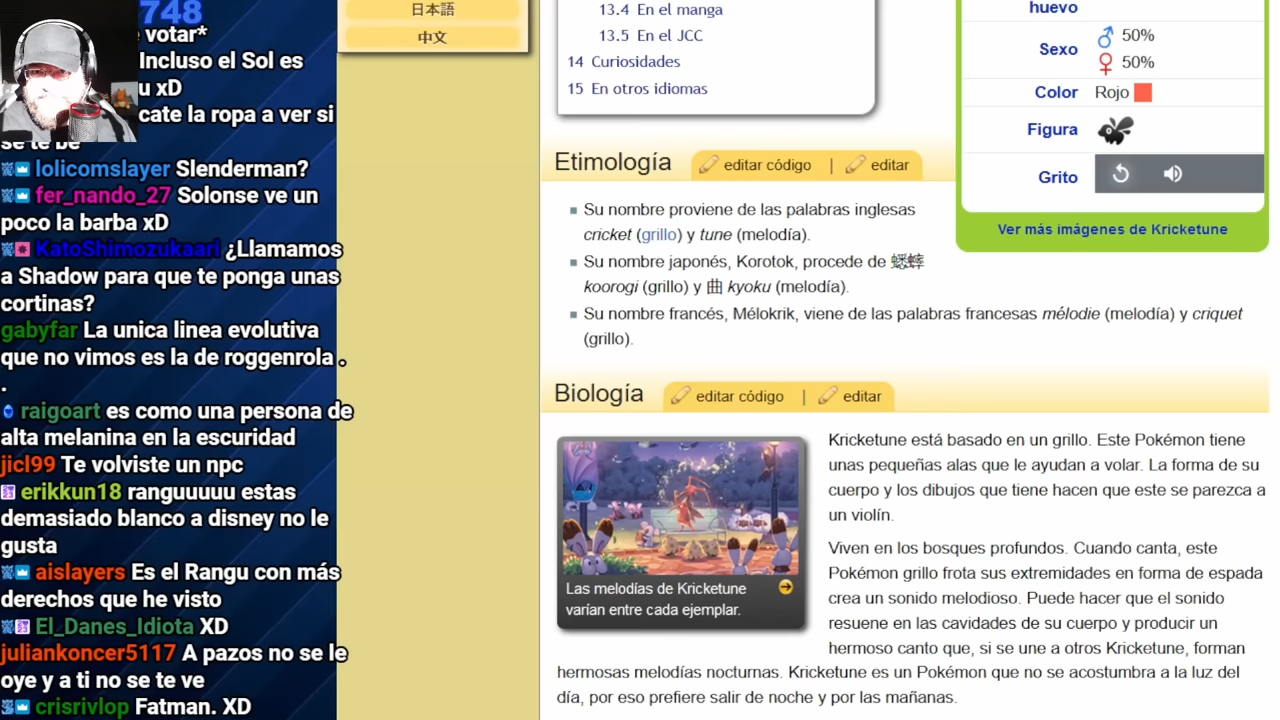 748
votar*
Incluso el Sol es
u xD
cate la ropa a ver si
se te be
lolicomslayer Slenderman?
fer_nando_27 Solonse ve un
poco la barba xD
KatoShimozukaari ¿Llamamos
a Shadow para que te ponga unas
cortinas?
gabyfar La unica linea evolutiva
que no vimos es la de roggenrola .
.
raigoart es como una persona de
alta melanina en la escuridad
jicl99 Te volviste un npc
erikkun18 ranguuuuu estas
demasiado blanco a disney no le
gusta
aislayers Es el Rangu con más
derechos que he visto
El_Danes_Idiota XD
juliankoncer5117 A pazos no se le
oye y a ti no se te ve
crisrivlop Fatman. XD
日本語
中文
13.4 En el manga
13.5 En el JCC
14 Curiosidades
15 En otros idiomas
huevo
Sexo ♂ 50%
♀ 50%
Color Rojo
Figura
Grito
Ver más imágenes de Kricketune
Etimología editar código | editar
Su nombre proviene de las palabras inglesas
cricket (grillo) y tune (melodía).
Su nombre japonés, Korotok, procede de 蟋蟀
koorogi (grillo) y 曲 kyoku (melodía).
Su nombre francés, Mélokrik, viene de las palabras francesas mélodie (melodía) y criquet
(grillo).
Biología editar código | editar
Las melodías de Kricketune
varían entre cada ejemplar.
Kricketune está basado en un grillo. Este Pokémon tiene
unas pequeñas alas que le ayudan a volar. La forma de su
cuerpo y los dibujos que tiene hacen que este se parezca a
un violín.
Viven en los bosques profundos. Cuando canta, este
Pokémon grillo frota sus extremidades en forma de espada
crea un sonido melodioso. Puede hacer que el sonido
resuene en las cavidades de su cuerpo y producir un
hermoso canto que, si se une a otros Kricketune, forman
hermosas melodías nocturnas. Kricketune es un Pokémon que no se acostumbra a la luz del
día, por eso prefiere salir de noche y por las mañanas.